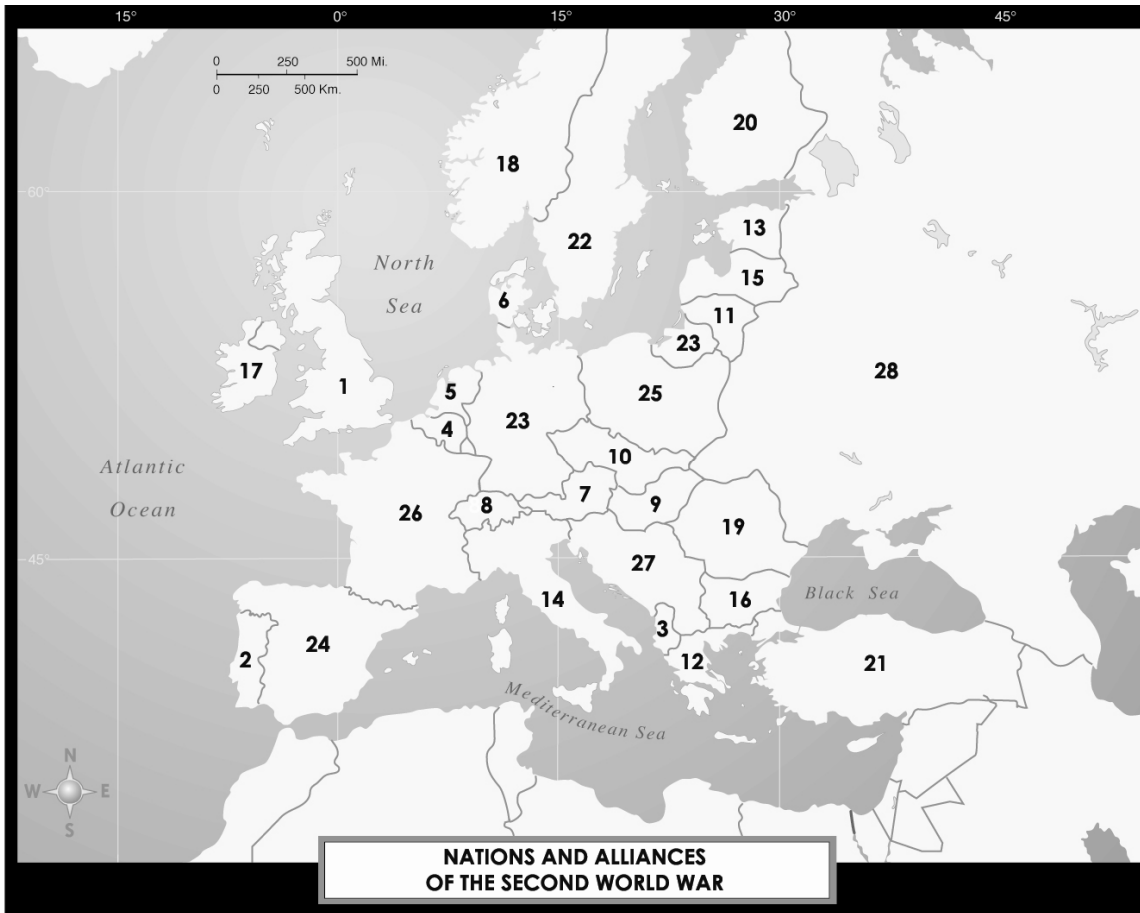 15° 0° 15° 30° 45°
0 250 500 Mi.
0 250 500 Km.
20
18
60°
13
22
North
Sea
15
6
11
23
17
1
28
5
25
4
23
10
Atlantic
Ocean
7
8
9
26
19
45°
27
Black Sea
14
16
3
24
2
12
21
Mediterranean Sea
N
W E
S
NATIONS AND ALLIANCES
OF THE SECOND WORLD WAR